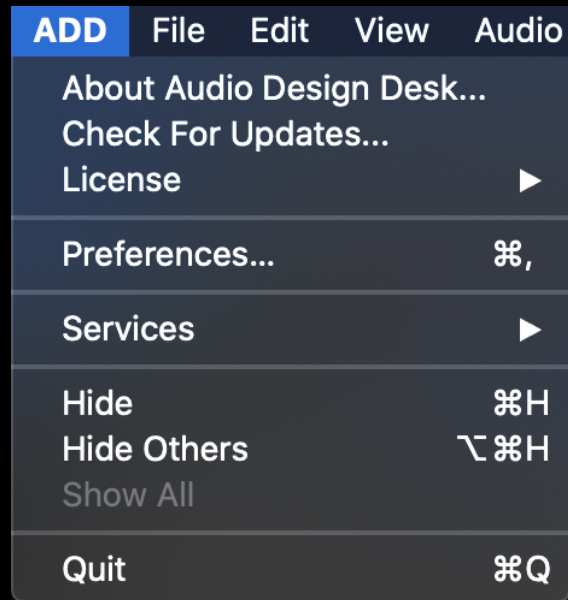 ADD File Edit View Audio
About Audio Design Desk...
Check For Updates...
License ▶
Preferences... ⌘,
Services ▶
Hide ⌘H
Hide Others ⌥⌘H
Show All
Quit ⌘Q